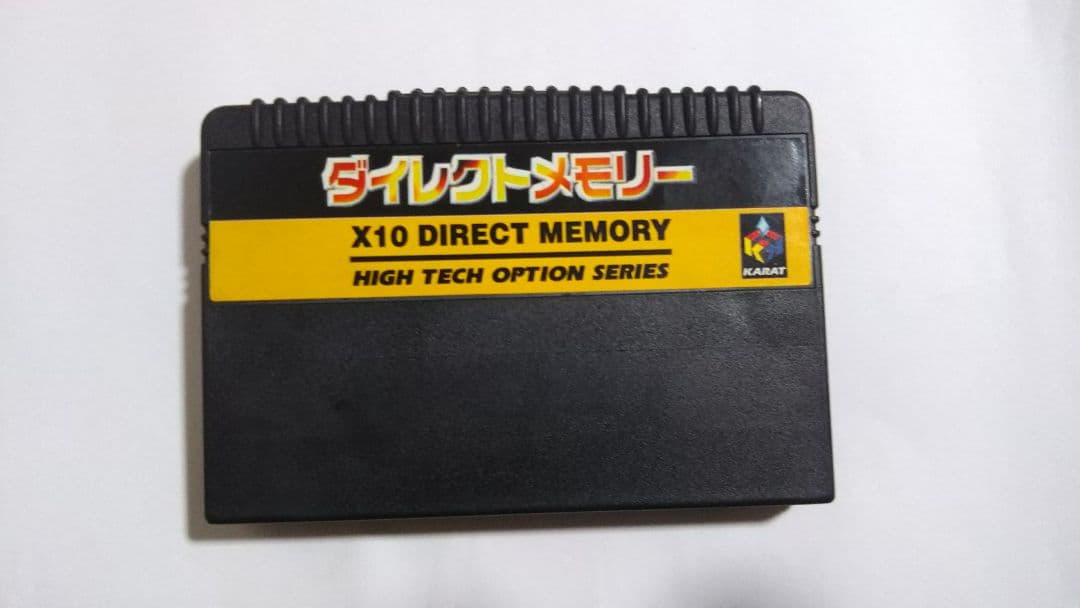 ダイレクトメモリー
X10 DIRECT MEMORY
HIGH TECH OPTION SERIES
KARAT